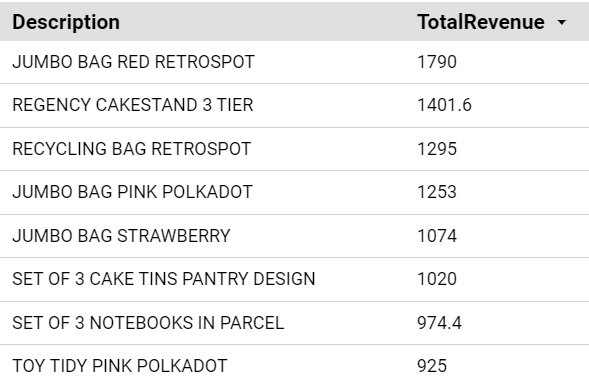 Description TotalRevenue
JUMBO BAG RED RETROSPOT 1790
REGENCY CAKESTAND 3 TIER 1401.6
RECYCLING BAG RETROSPOT 1295
JUMBO BAG PINK POLKADOT 1253
JUMBO BAG STRAWBERRY 1074
SET OF 3 CAKE TINS PANTRY DESIGN 1020
SET OF 3 NOTEBOOKS IN PARCEL 974.4
TOY TIDY PINK POLKADOT 925